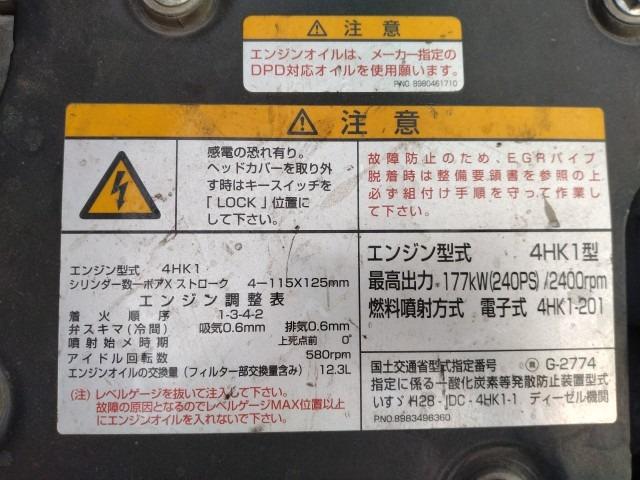 ⚠ 注意
エンジンオイルは、メーカー指定の
DPD対応オイルを使用願います。
P/NO. 8980461710
⚠ 注意
感電の恐れ有り。
ヘッドカバーを取り外
す時はキースイッチを
「LOCK」位置に
して下さい。
故障防止のため、EGRパイプ
脱着時は整備要領書を参照の上
必ず組付け手順を守って作業し
て下さい。
エンジン型式 4HK1
シリンダ数ーボアXストローク 4ー115X125mm
エンジン調整表
着火順序 1-3-4-2
弁スキマ(冷間) 吸気0.6mm 排気0.6mm
噴射始メ時期 上死点前 0°
アイドル回転数 580rpm
エンジンオイルの交換量(フィルター部交換量含み) 12.3L
(注)レベルゲージを抜いて注入して下さい。
故障の原因となるのでレベルゲージMAX位置以上
にエンジンオイルを入れないで下さい。
エンジン型式 4HK1型
最高出力 177kW(240PS)/2400rpm
燃料噴射方式 電子式 4HK1-201
国土交通省型式指定番号 G-2774
指定に係る一酸化炭素等発散防止装置型式
いすゞH28-JDC-4HK1-1 ディーゼル機関
P/NO. 8983496360